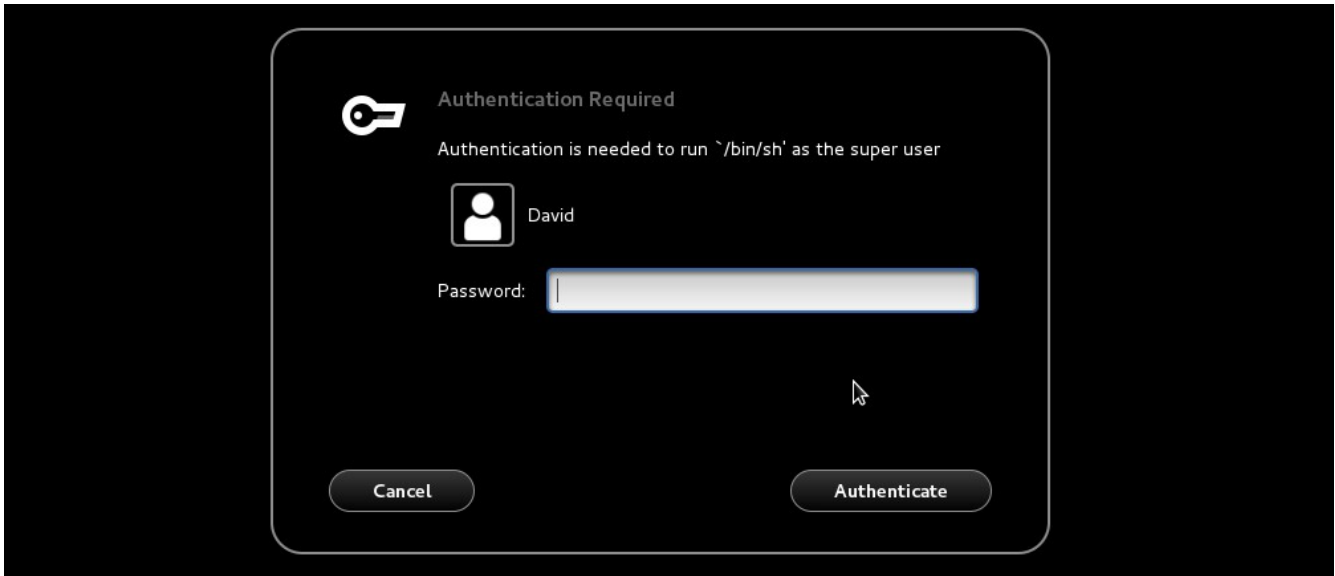 Authentication Required
Authentication is needed to run `/bin/sh' as the super user
David
Password:
Cancel
Authenticate